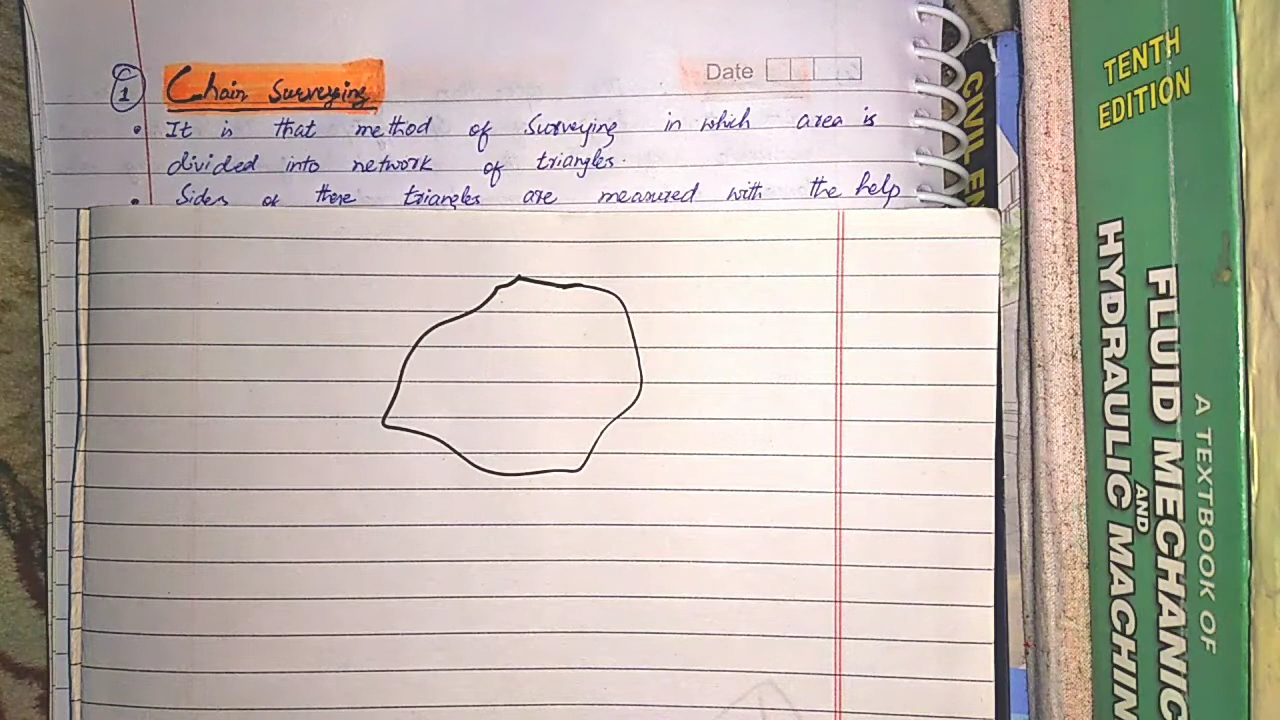 1
Chain Surveying
Date
• It is that method of Surveying in which area is
divided into network of triangles.
• Sides of these triangles are measured with the help
CIVIL EN
TENTH
EDITION
A TEXTBOOK OF
FLUID MECHANIC
AND
HYDRAULIC MACHIN